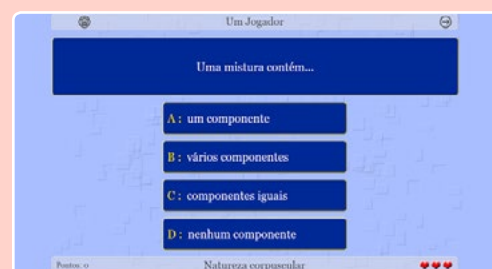 Um Jogador
Uma mistura contém...
A : um componente
B : vários componentes
C : componentes iguais
D : nenhum componente
Pontos: 0
Natureza corpuscular